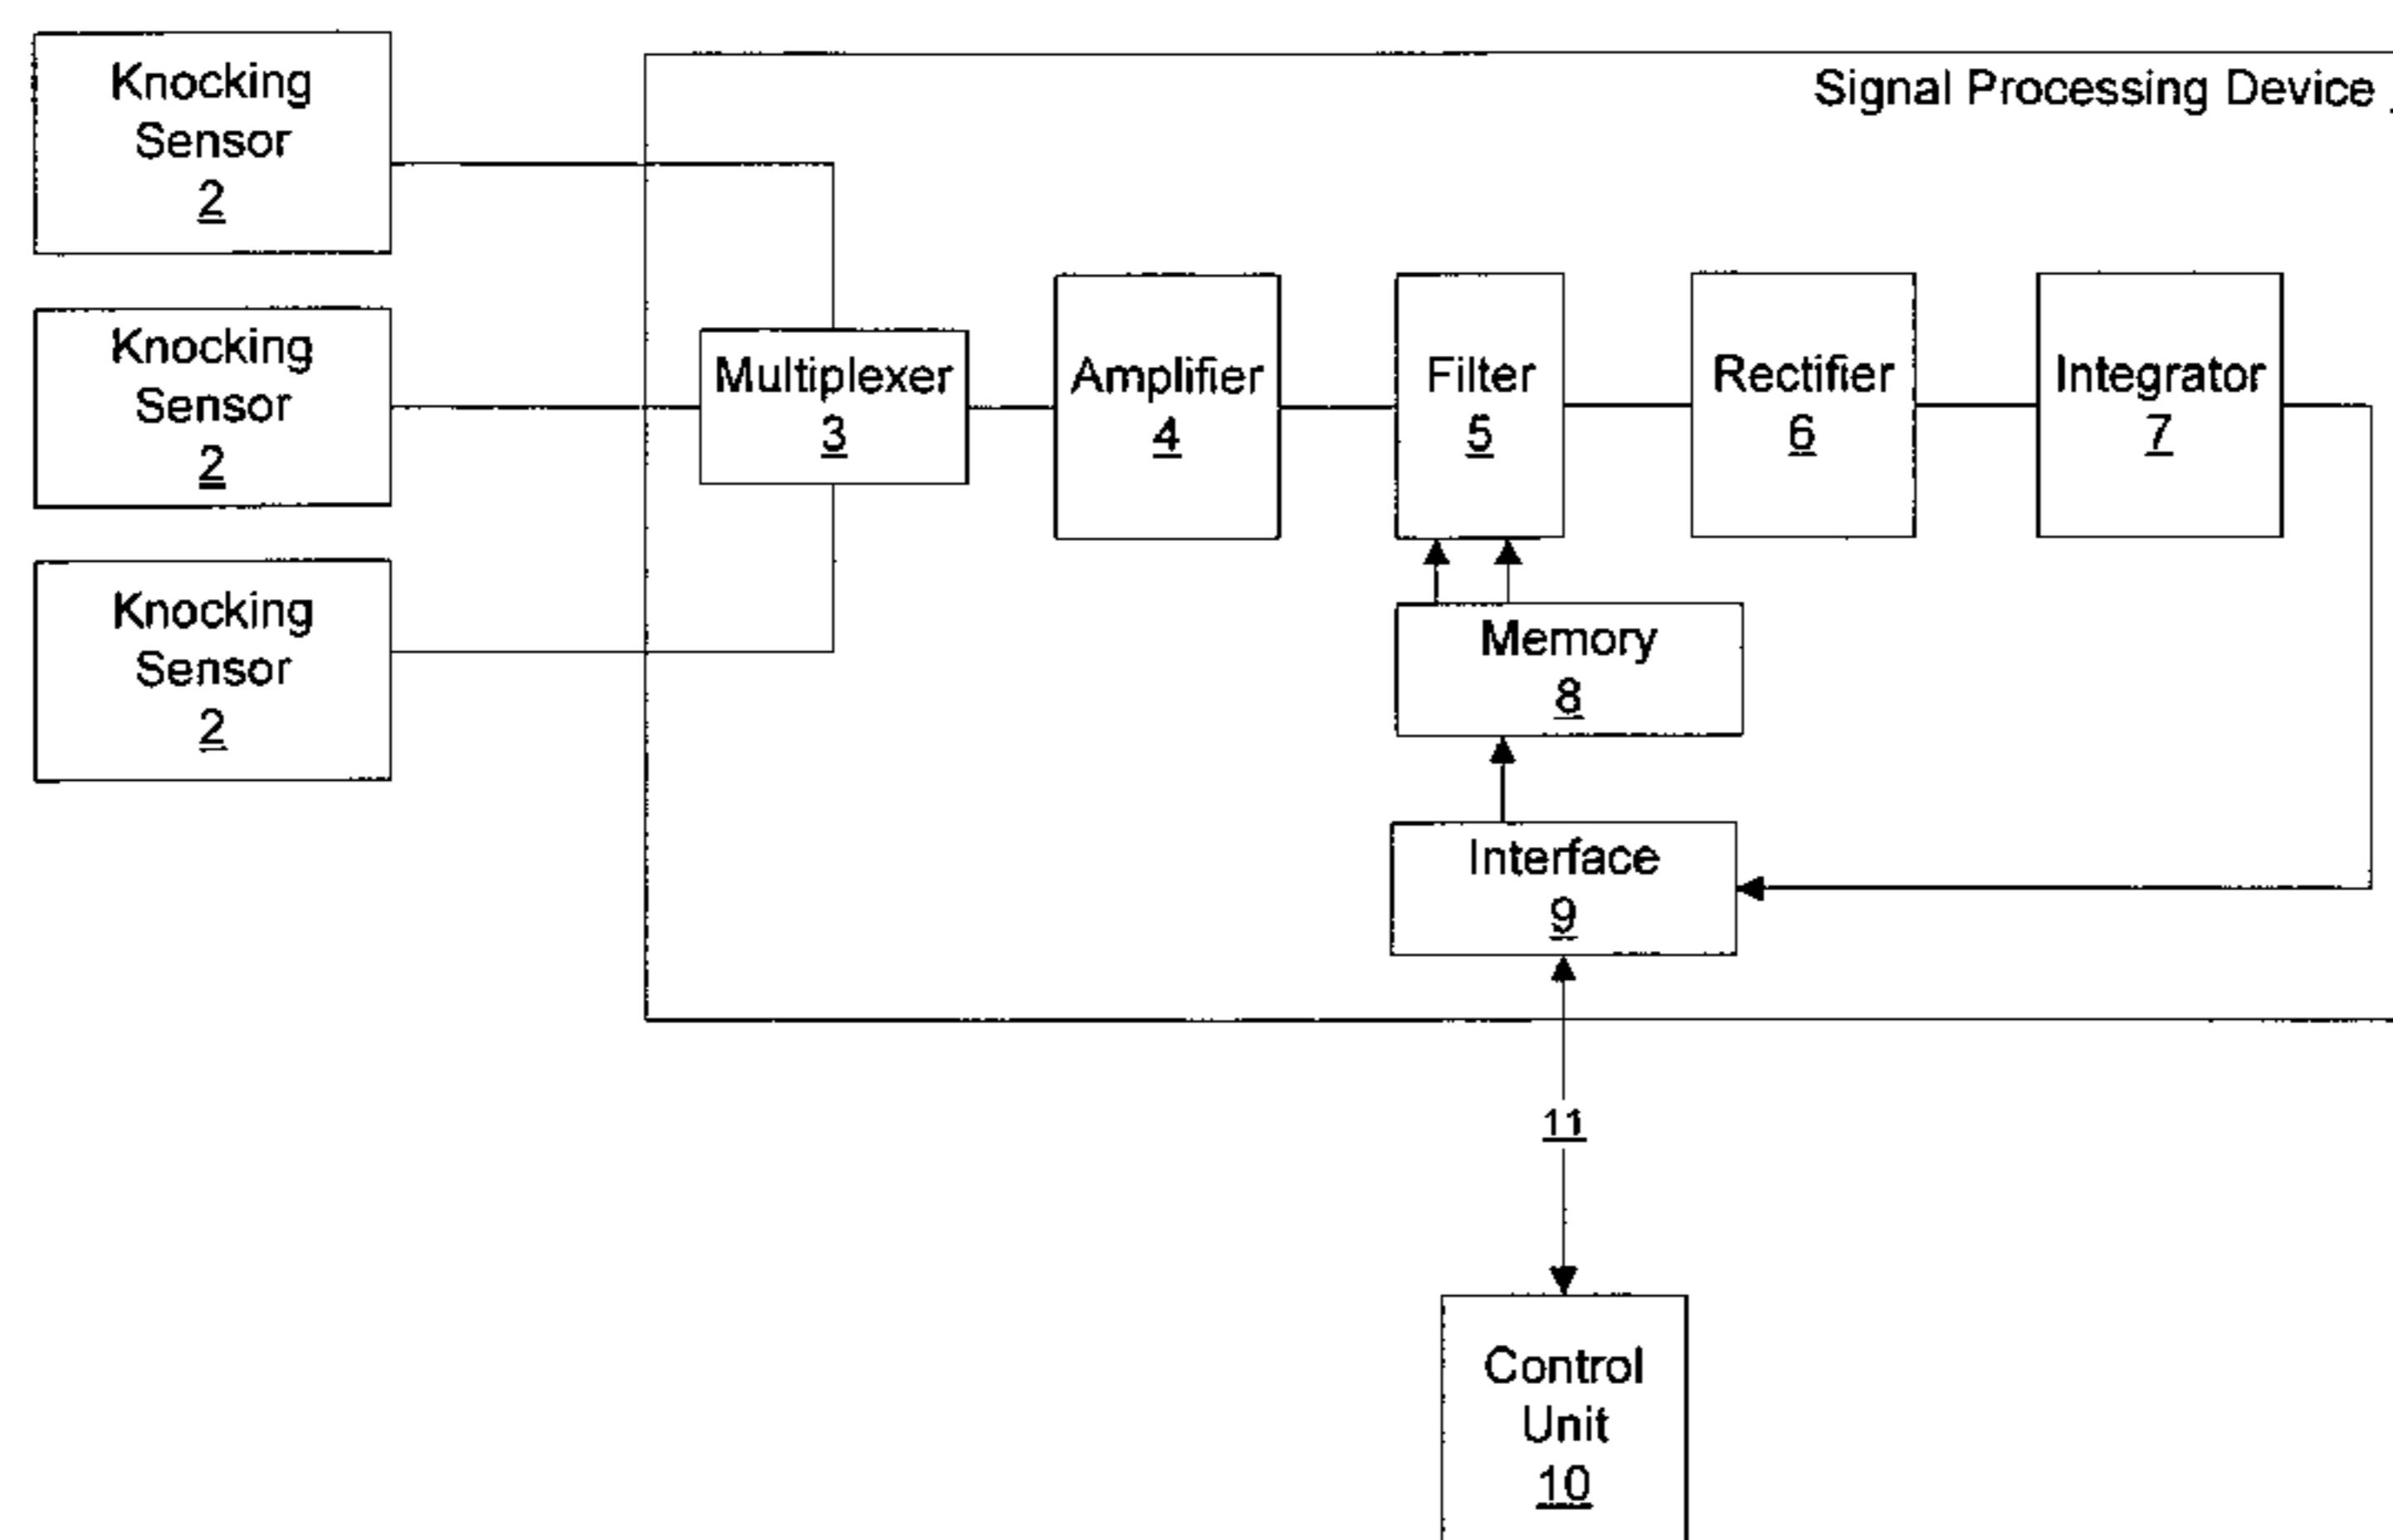 Signal Processing Device
Knocking
Sensor
2
Knocking
Sensor
2
Knocking
Sensor
2
Multiplexer
3
Amplifier
4
Filter
5
Rectifier
6
Integrator
7
Memory
8
Interface
9
11
Control
Unit
10